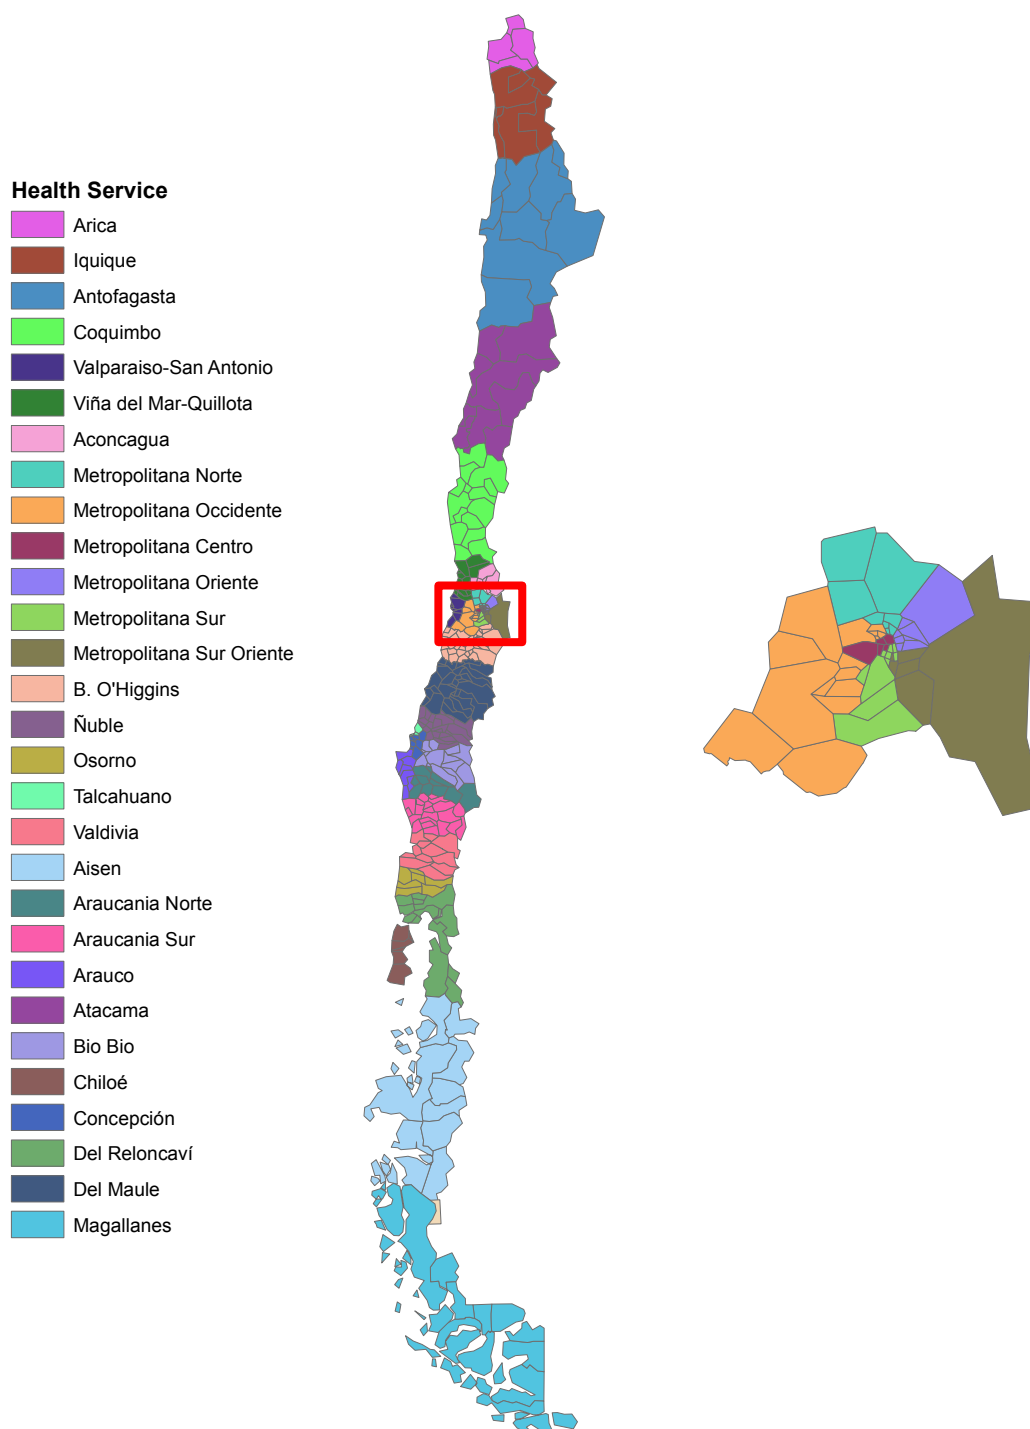 Health Service
Arica
Iquique
Antofagasta
Coquimbo
Valparaiso-San Antonio
Viña del Mar-Quillota
Aconcagua
Metropolitana Norte
Metropolitana Occidente
Metropolitana Centro
Metropolitana Oriente
Metropolitana Sur
Metropolitana Sur Oriente
B. O'Higgins
Ñuble
Osorno
Talcahuano
Valdivia
Aisen
Araucania Norte
Araucania Sur
Arauco
Atacama
Bio Bio
Chiloé
Concepción
Del Reloncaví
Del Maule
Magallanes